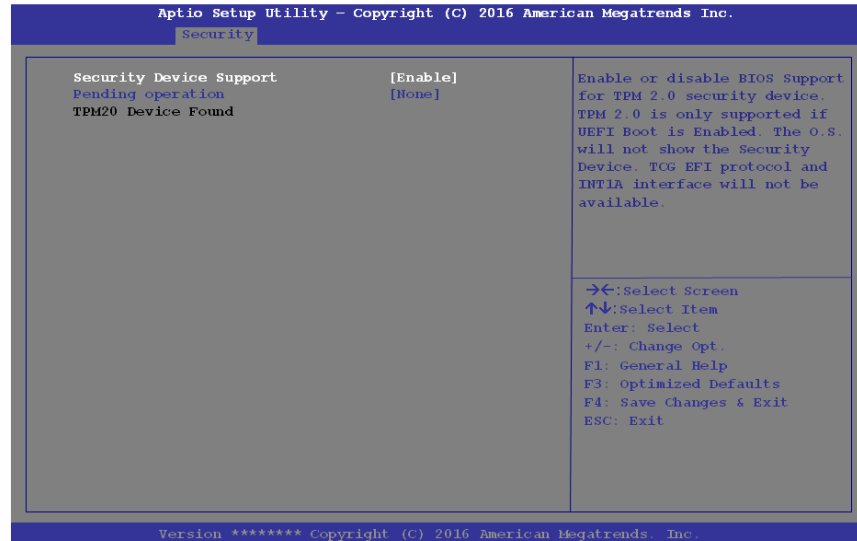 Aptio Setup Utility – Copyright (C) 2016 American Megatrends Inc.
Security
Security Device Support [Enable]
Pending operation [None]
TPM20 Device Found
Enable or disable BIOS Support
for TPM 2.0 security device.
TPM 2.0 is only supported if
UEFI Boot is Enabled. The O.S.
will not show the Security
Device. TCG EFI protocol and
INT1A interface will not be
available.
→←:Select Screen
↑↓:Select Item
Enter: Select
+/-: Change Opt.
F1: General Help
F3: Optimized Defaults
F4: Save Changes & Exit
ESC: Exit
Version ******** Copyright (C) 2016 American Megatrends. Inc.